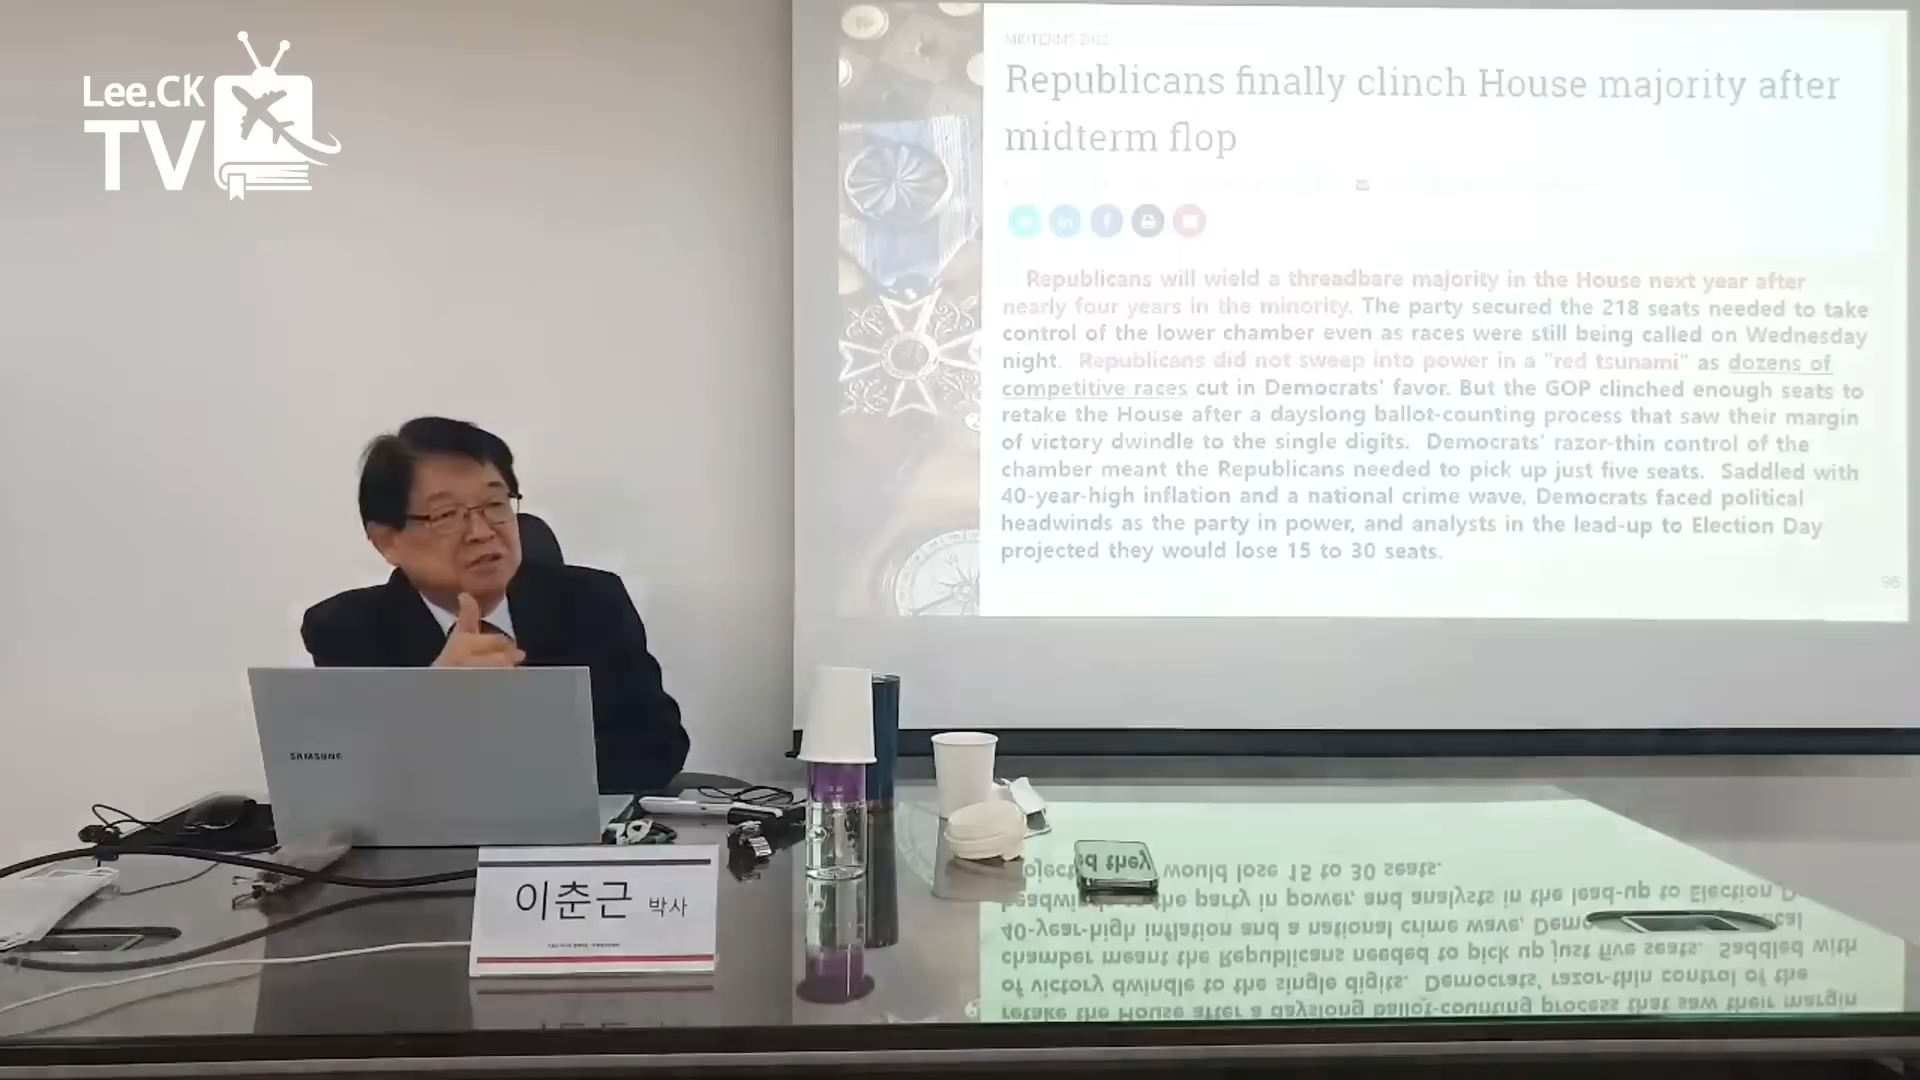 Lee.CK
TV
MIDTERMS 2022
Republicans finally clinch House majority after
midterm flop
Republicans will wield a threadbare majority in the House next year after
nearly four years in the minority. The party secured the 218 seats needed to take
control of the lower chamber even as races were still being called on Wednesday
night. Republicans did not sweep into power in a "red tsunami" as dozens of
competitive races cut in Democrats' favor. But the GOP clinched enough seats to
retake the House after a dayslong ballot-counting process that saw their margin
of victory dwindle to the single digits. Democrats' razor-thin control of the
chamber meant the Republicans needed to pick up just five seats. Saddled with
40-year-high inflation and a national crime wave, Democrats faced political
headwinds as the party in power, and analysts in the lead-up to Election Day
projected they would lose 15 to 30 seats.
96
SAMSUNG
이춘근 박사